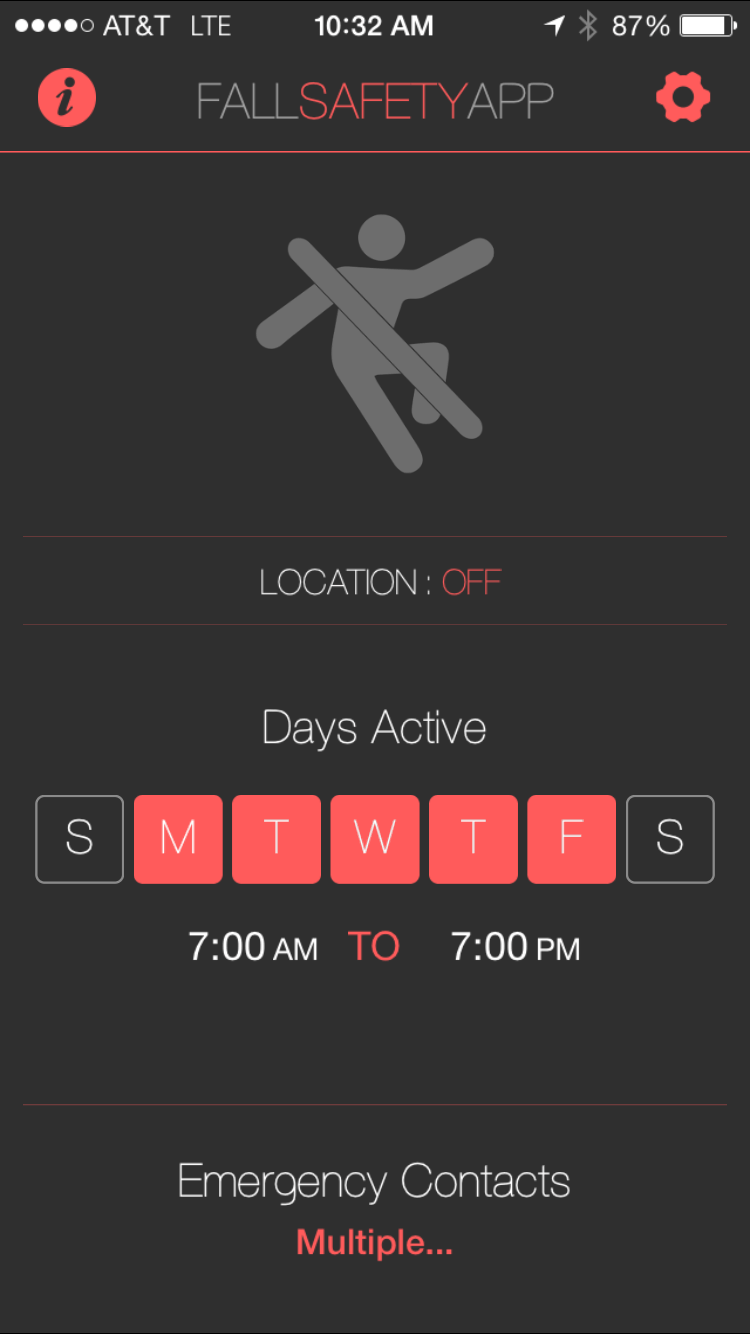 AT&T LTE 10:32 AM 87%
i FALLSAFETYAPP
LOCATION : OFF
Days Active
S M T W T F S
7:00 AM TO 7:00 PM
Emergency Contacts
Multiple...